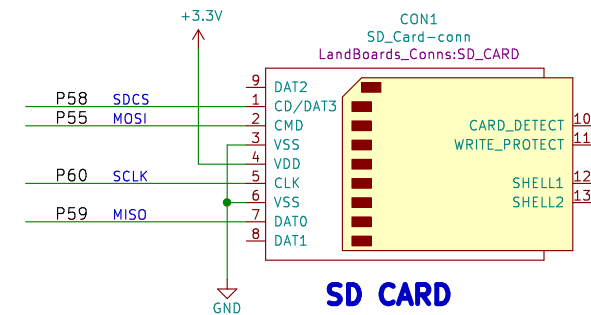 +3.3V
CON1
SD_Card-conn
LandBoards_Conns:SD_CARD
9 DAT2
P58 SDCS 1 CD/DAT3
P55 MOSI 2 CMD CARD_DETECT 10
3 VSS WRITE_PROTECT 11
4 VDD
P60 SCLK 5 CLK SHELL1 12
6 VSS SHELL2 13
P59 MISO 7 DAT0
8 DAT1
GND
SD CARD